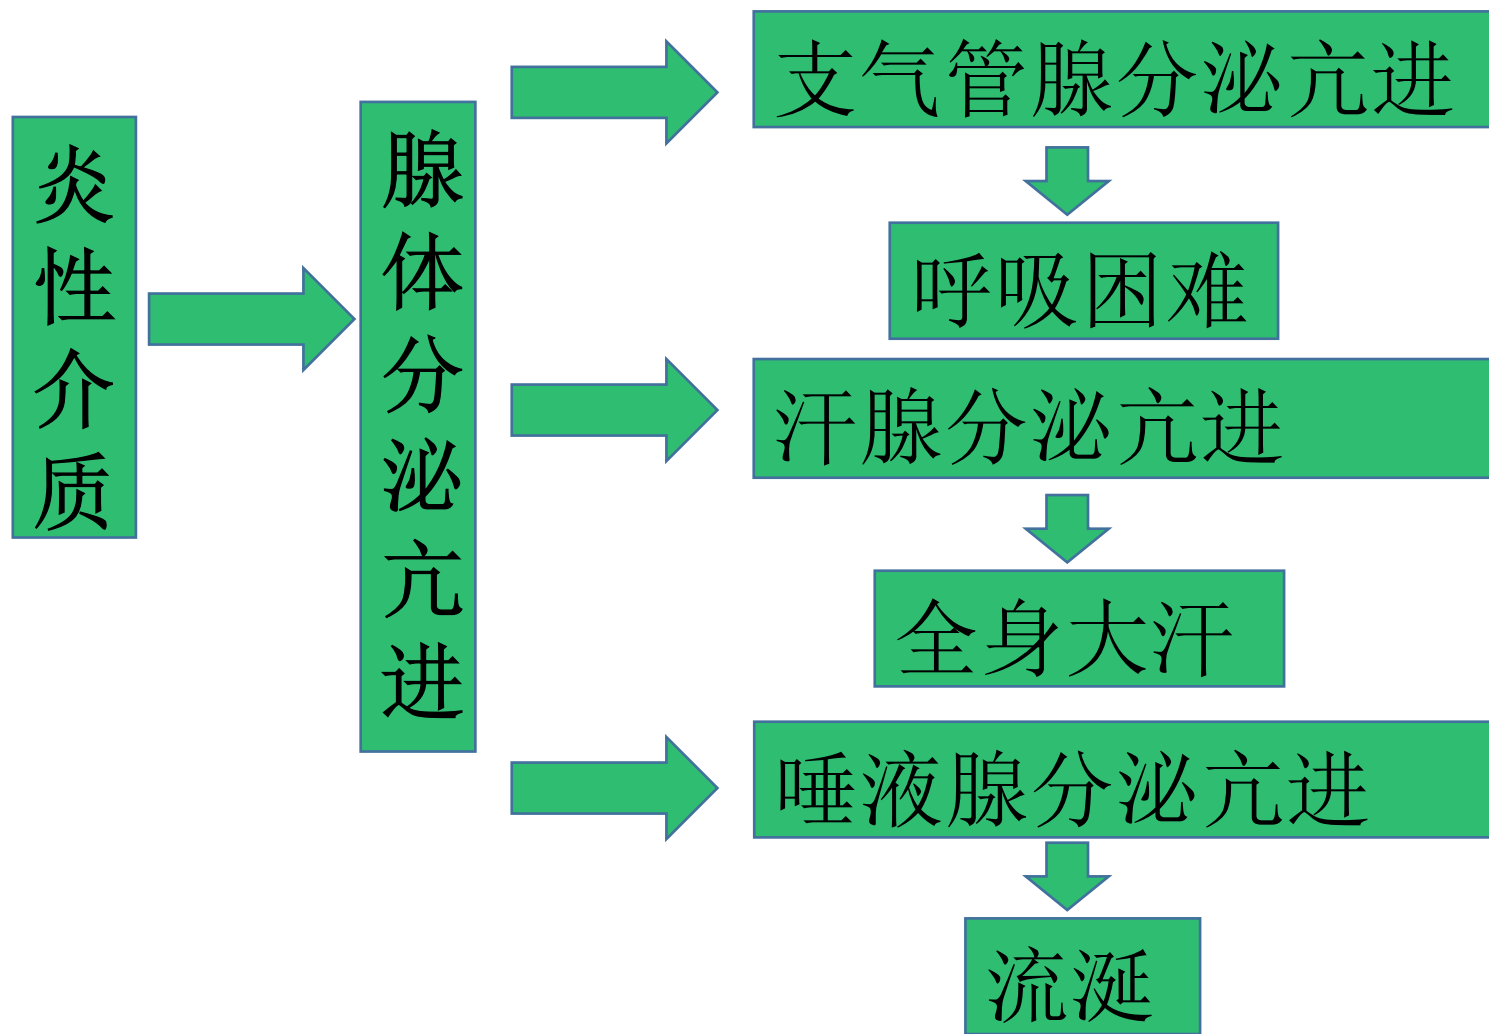 炎性介质
腺体分泌亢进
支气管腺分泌亢进
呼吸困难
汗腺分泌亢进
全身大汗
唾液腺分泌亢进
流涎